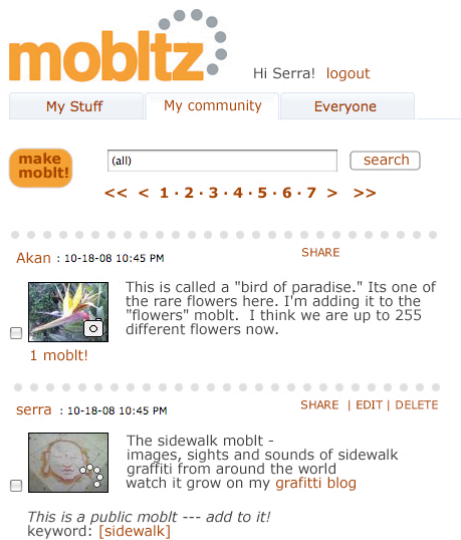 mobltz
Hi Serra! logout
My Stuff My community Everyone
make
moblt!
(all) search
<< < 1 · 2 · 3 · 4 · 5 · 6 · 7 > >>
Akan : 10-18-08 10:45 PM SHARE
This is called a "bird of paradise." Its one of
the rare flowers here. I'm adding it to the
"flowers" moblt. I think we are up to 255
different flowers now.
1 moblt!
serra : 10-18-08 10:45 PM SHARE | EDIT | DELETE
The sidewalk moblt -
images, sights and sounds of sidewalk
graffiti from around the world
watch it grow on my grafitti blog
This is a public moblt --- add to it!
keyword: [sidewalk]